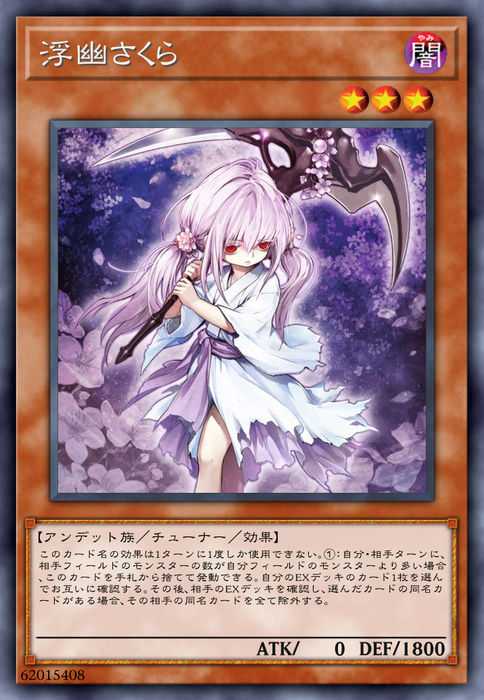 浮幽さくら
やみ
闇
【アンデット族／チューナー／効果】
このカード名の効果は1ターンに1度しか使用できない。①：自分・相手ターンに、
相手フィールドのモンスターの数が自分フィールドのモンスターより多い場合
、このカードを手札から捨てて発動できる。自分のEXデッキのカード1枚を選ん
でお互いに確認する。その後、相手のEXデッキを確認し、選んだカードの同名カ
ードがある場合、その相手の同名カードを全て除外する。
ATK/ 0 DEF/1800
62015408